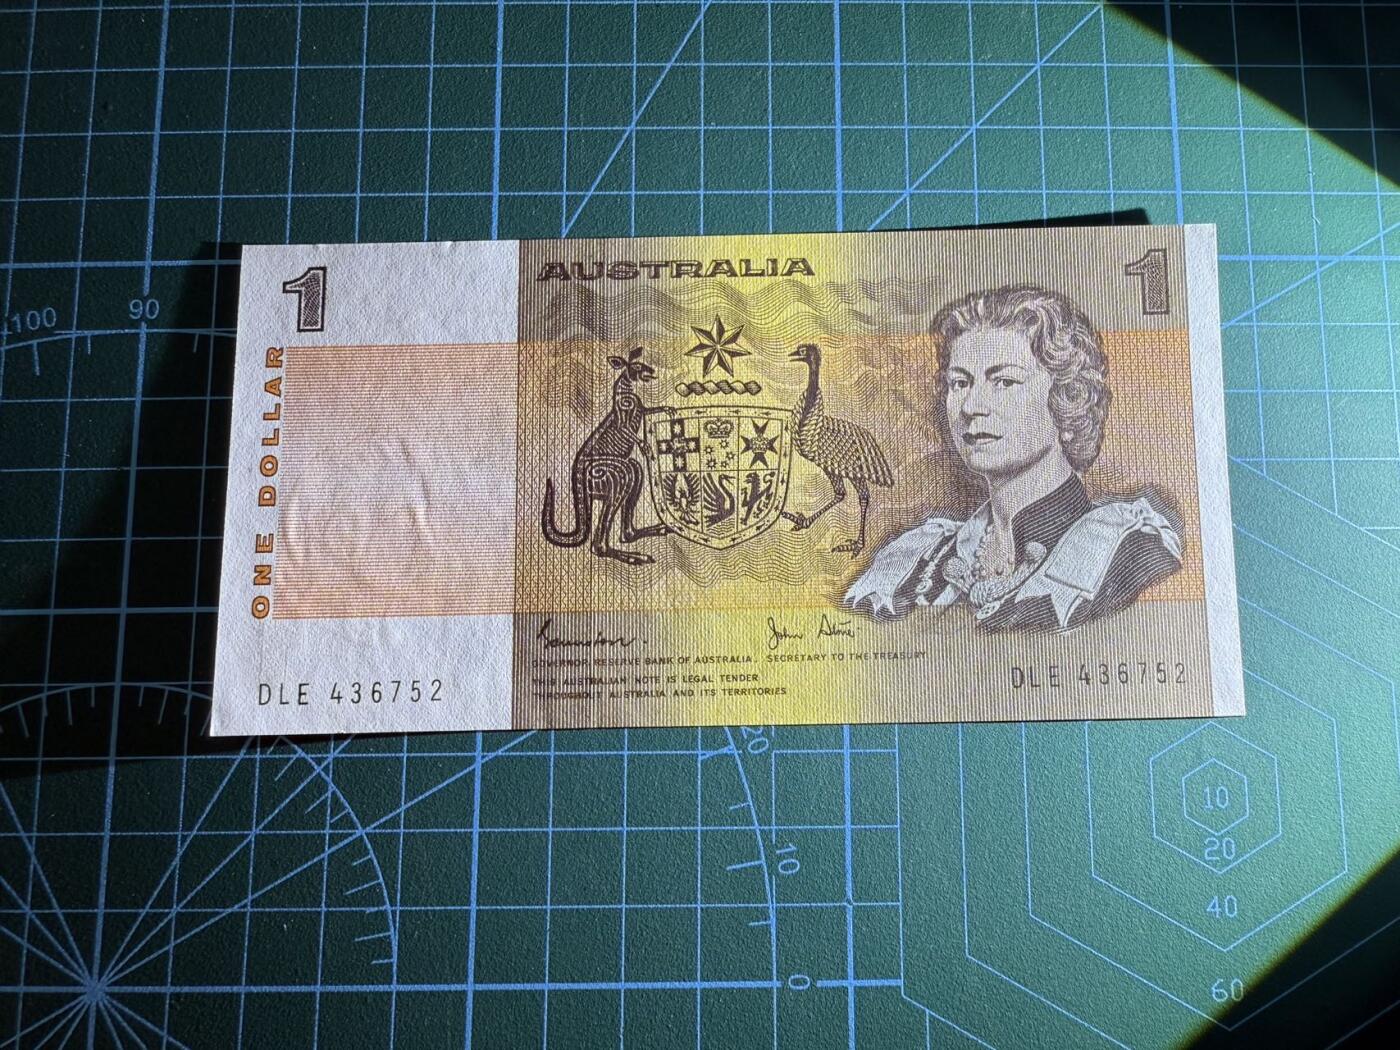 1
AUSTRALIA
1
ONE DOLLAR
John Stone
GOVERNOR, RESERVE BANK OF AUSTRALIA. SECRETARY TO THE TREASURY
THIS AUSTRALIAN NOTE IS LEGAL TENDER
THROUGHOUT AUSTRALIA AND ITS TERRITORIES
DLE 436752
DLE 436752
100
90
20
10
0
10
20
40
60